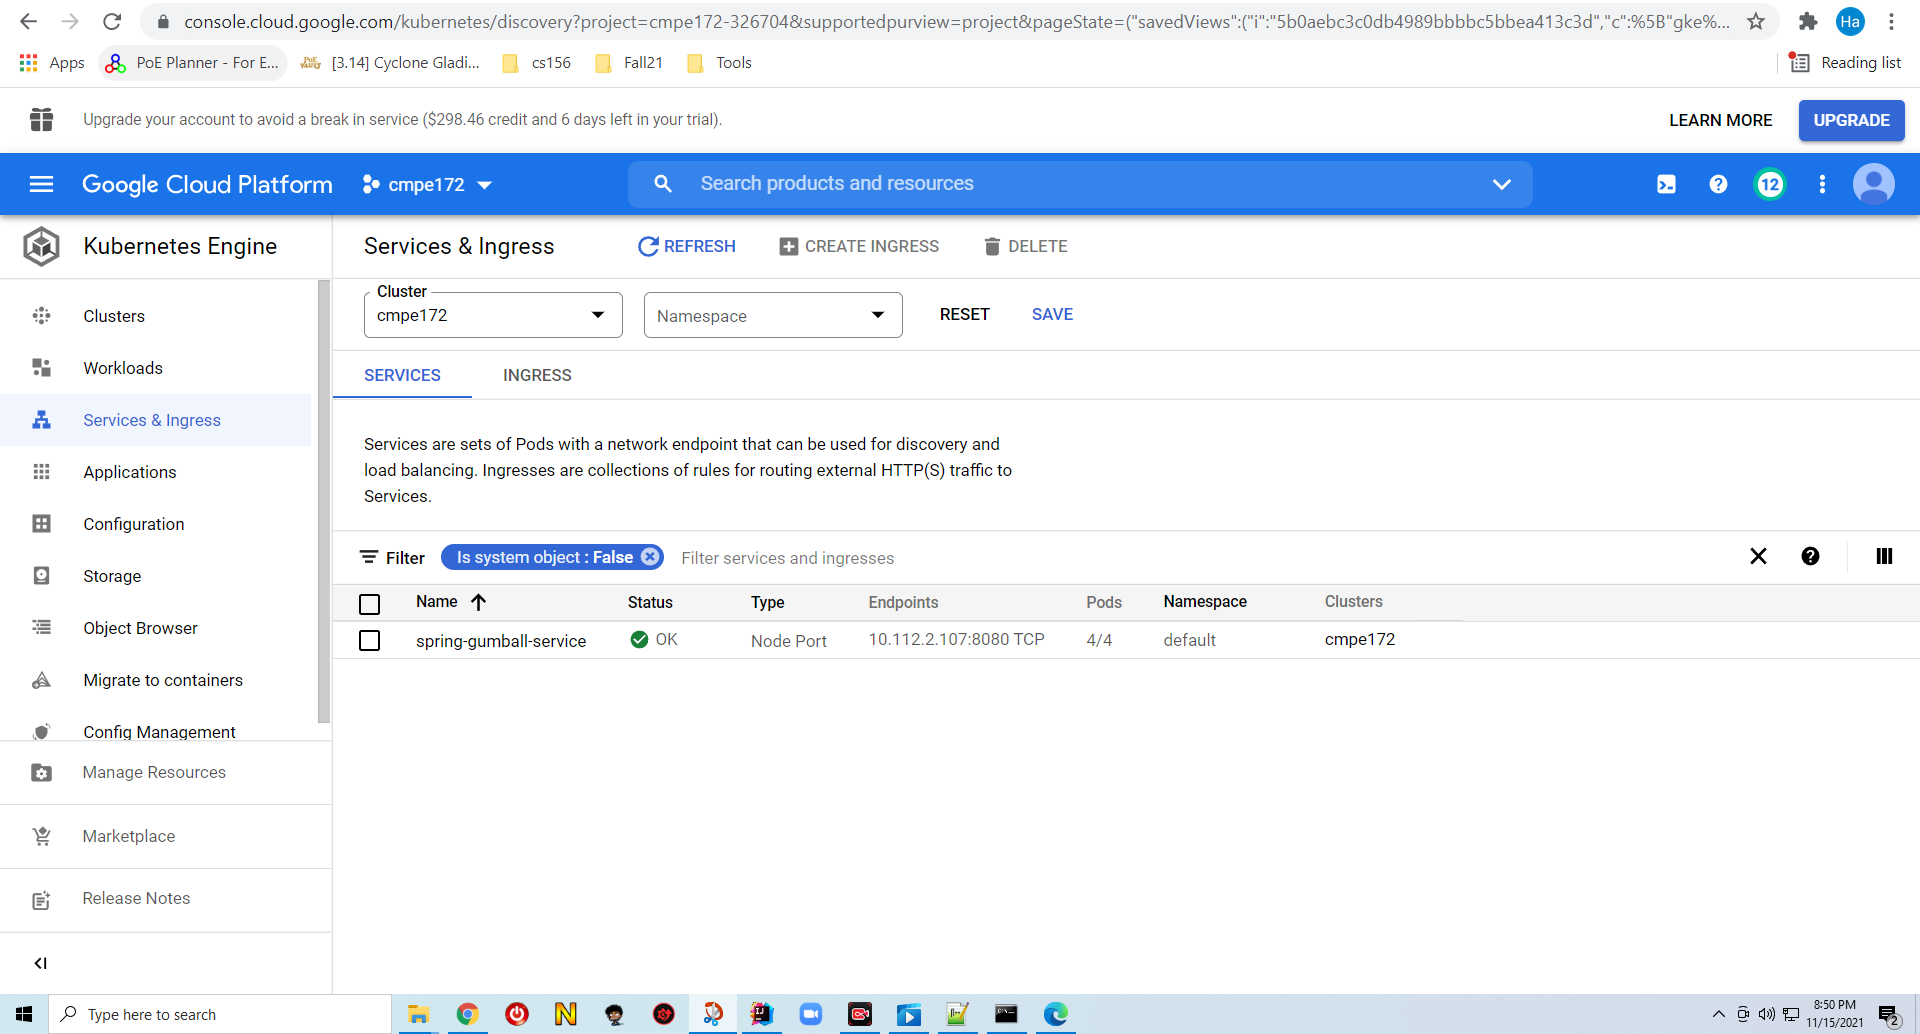 console.cloud.google.com/kubernetes/discovery?project=cmpe172-326704&supportedpurview=project&pageState=("savedViews":("i":"5b0aebc3c0db4989bbbbc5bbea413c3d","c":%5B"gke%...
Ha
Apps
PoE Planner - For E...
[3.14] Cyclone Gladi...
cs156
Fall21
Tools
Reading list
Upgrade your account to avoid a break in service ($298.46 credit and 6 days left in your trial).
LEARN MORE
UPGRADE
Google Cloud Platform
cmpe172
Search products and resources
12
Kubernetes Engine
Services & Ingress
REFRESH
CREATE INGRESS
DELETE
Clusters
Workloads
Services & Ingress
Applications
Configuration
Storage
Object Browser
Migrate to containers
Config Management
Manage Resources
Marketplace
Release Notes
Cluster
cmpe172
Namespace
RESET
SAVE
SERVICES
INGRESS
Services are sets of Pods with a network endpoint that can be used for discovery and
load balancing. Ingresses are collections of rules for routing external HTTP(S) traffic to
Services.
Filter
Is system object : False
Filter services and ingresses
Name Status Type Endpoints Pods Namespace Clusters
spring-gumball-service OK Node Port 10.112.2.107:8080 TCP 4/4 default cmpe172
Type here to search
8:50 PM
11/15/2021
2